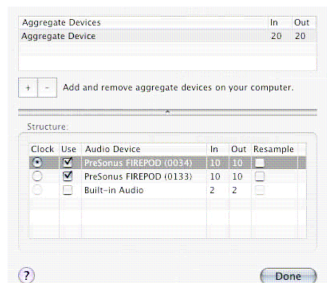 Aggregate Devices In Out
Aggregate Device 20 20
+ - Add and remove aggregate devices on your computer.
Structure:
Clock Use Audio Device In Out Resample
PreSonus FIREPOD (0034) 10 10
PreSonus FIREPOD (0133) 10 10
Built-in Audio 2 2
? Done